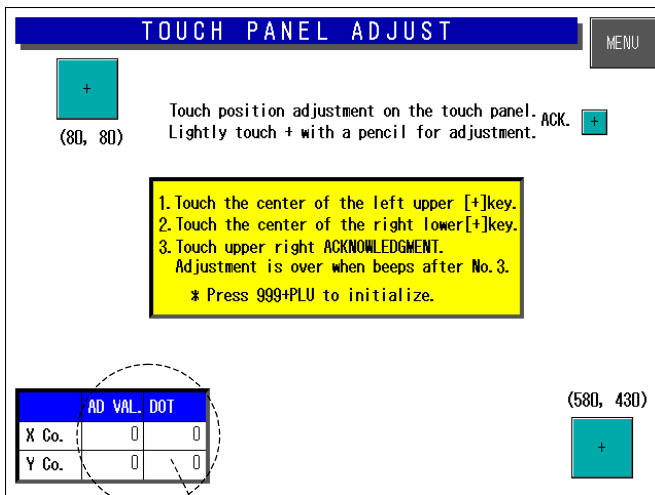 TOUCH PANEL ADJUST
MENU
+
(80, 80)
Touch position adjustment on the touch panel.
Lightly touch + with a pencil for adjustment.
ACK. +
1. Touch the center of the left upper [+]key.
2. Touch the center of the right lower[+]key.
3. Touch upper right ACKNOWLEDGMENT.
Adjustment is over when beeps after No.3.
* Press 999+PLU to initialize.
AD VAL. DOT
X Co. 0 0
Y Co. 0 0
(580, 430)
+